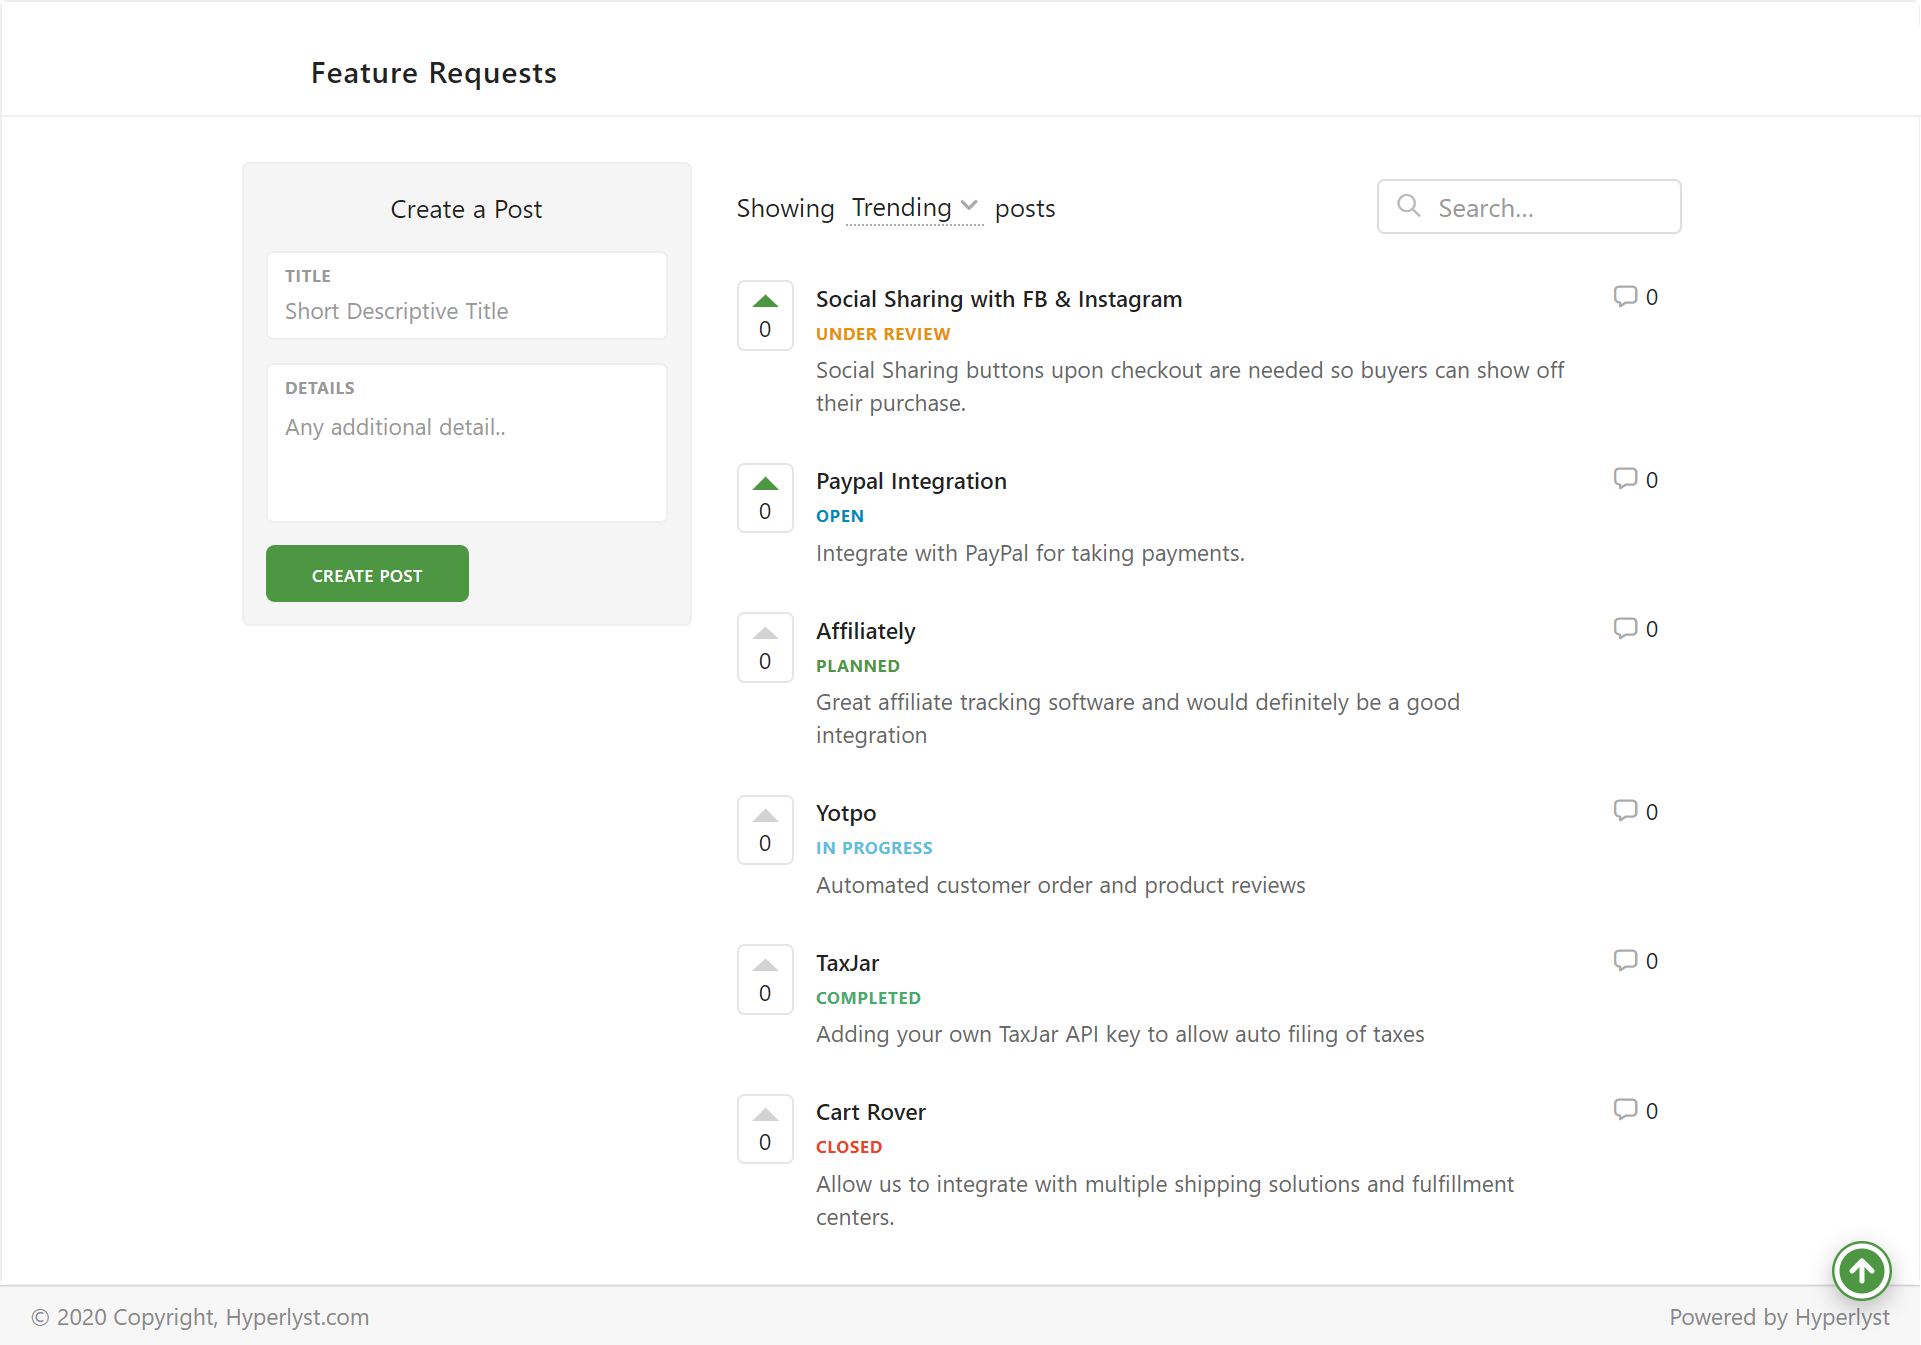 Feature Requests
Create a Post
TITLE
Short Descriptive Title
DETAILS
Any additional detail..
CREATE POST
Showing Trending posts
Search...
Social Sharing with FB & Instagram
0
0
UNDER REVIEW
Social Sharing buttons upon checkout are needed so buyers can show off
their purchase.
Paypal Integration
0
0
OPEN
Integrate with PayPal for taking payments.
Affiliately
0
0
PLANNED
Great affiliate tracking software and would definitely be a good
integration
Yotpo
0
0
IN PROGRESS
Automated customer order and product reviews
TaxJar
0
0
COMPLETED
Adding your own TaxJar API key to allow auto filing of taxes
Cart Rover
0
0
CLOSED
Allow us to integrate with multiple shipping solutions and fulfillment
centers.
© 2020 Copyright, Hyperlyst.com
Powered by Hyperlyst